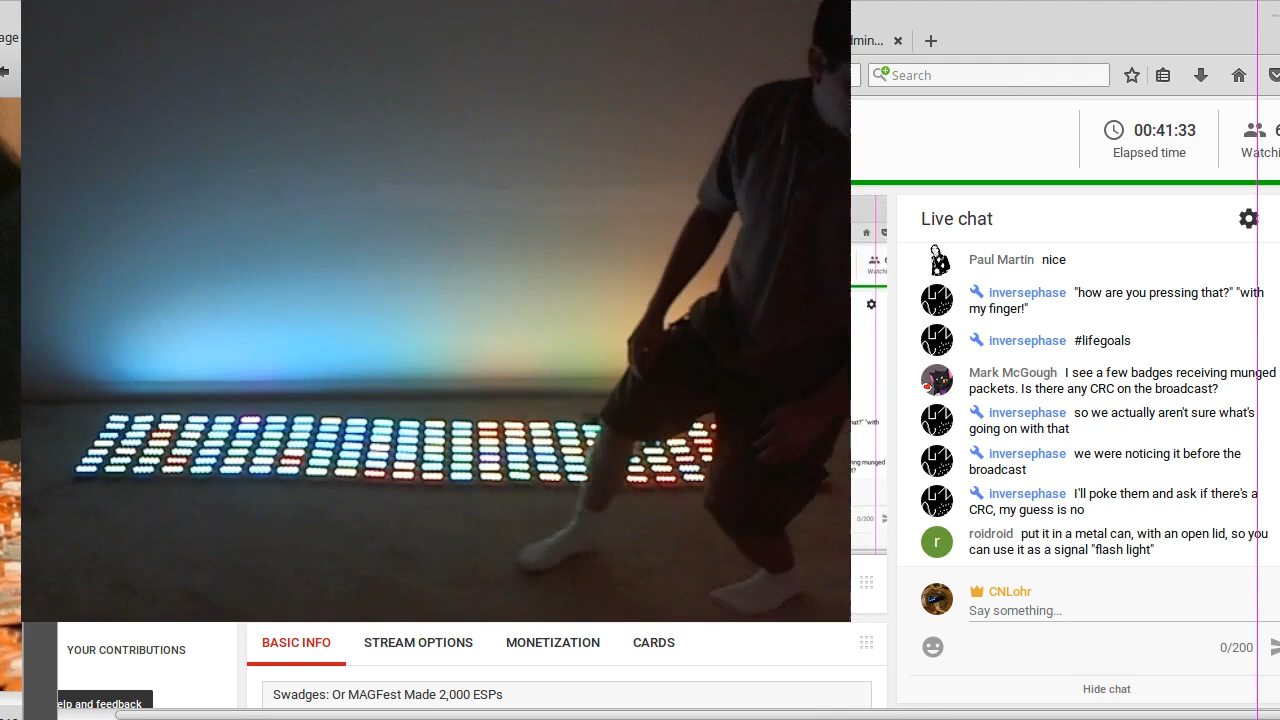 age
dmin...
Search
00:41:33
Elapsed time
6
Watchi
Live chat
Paul Martin nice
inversephase "how are you pressing that?" "with
my finger!"
inversephase #lifegoals
Mark McGough I see a few badges receiving munged
packets. Is there any CRC on the broadcast?
inversephase so we actually aren't sure what's
going on with that
inversephase we were noticing it before the
broadcast
inversephase I'll poke them and ask if there's a
CRC, my guess is no
roidroid put it in a metal can, with an open lid, so you
can use it as a signal "flash light"
CNLohr
Say something...
0/200
Hide chat
0/200
YOUR CONTRIBUTIONS
elp and feedback
BASIC INFO
STREAM OPTIONS
MONETIZATION
CARDS
Swadges: Or MAGFest Made 2,000 ESPs